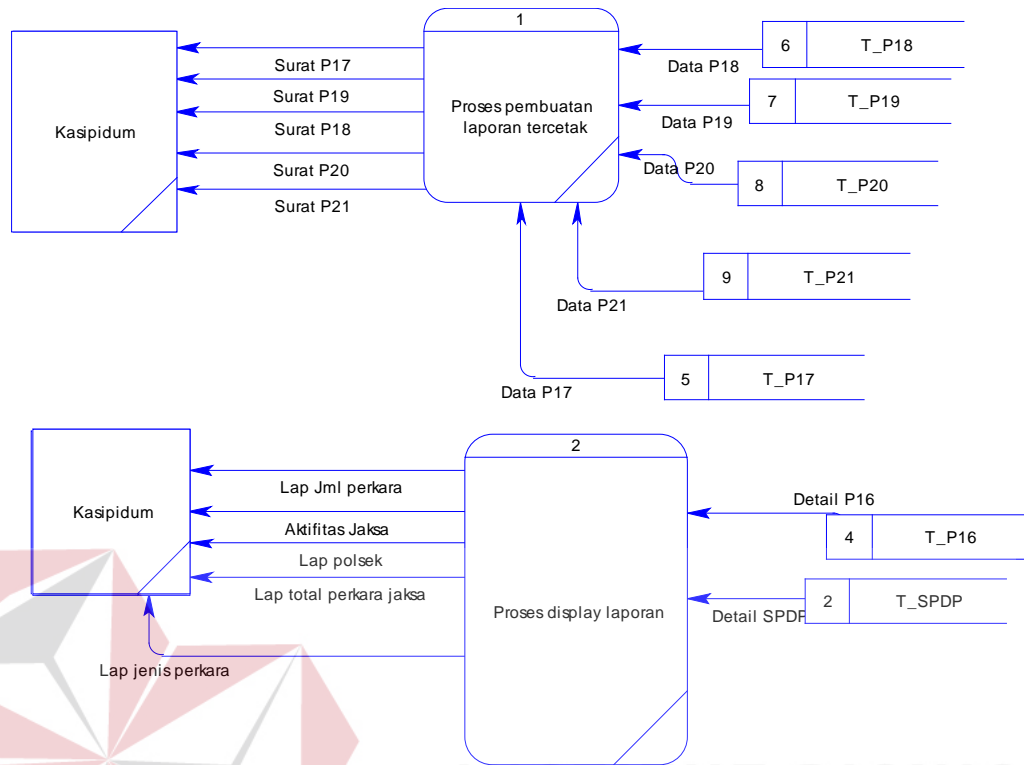 1
6
T_P18
Data P18
Surat P17
7
T_P19
Surat P19
Proses pembuatan
laporan tercetak
Data P19
Kasipidum
Surat P18
Data P20
Surat P20
8
T_P20
Surat P21
9
T_P21
Data P21
5
T_P17
Data P17
2
Lap Jml perkara
Detail P16
Kasipidum
Aktifitas Jaksa
4
T_P16
Lap polsek
Lap total perkara jaksa
2
T_SPDP
Proses display laporan
Detail SPDP
Lap jenis perkara